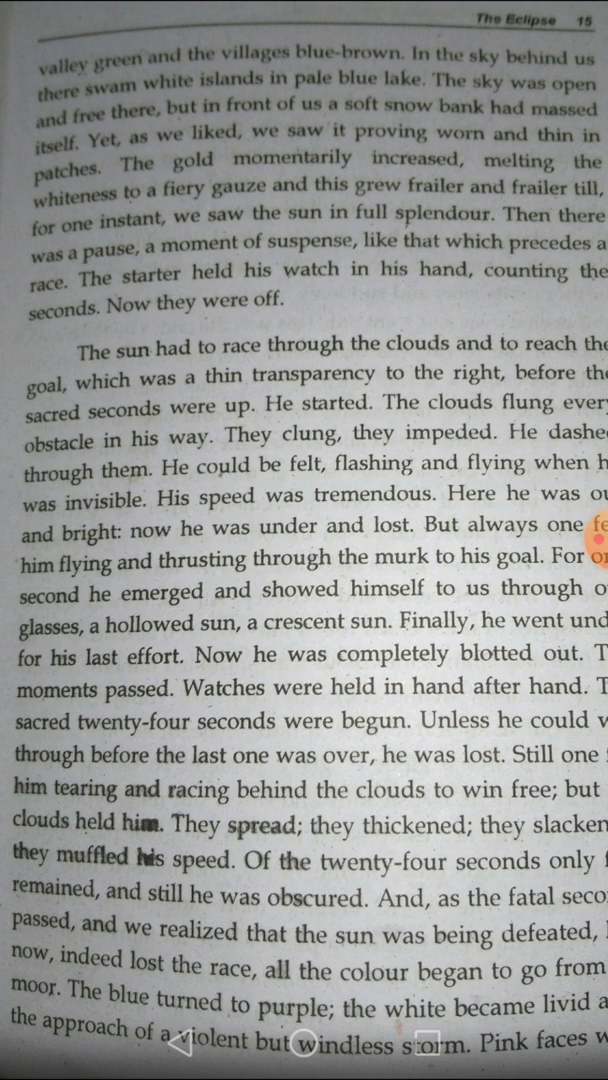 The Eclipse 15
valley green and the villages blue-brown. In the sky behind us
there swam white islands in pale blue lake. The sky was open
and free there, but in front of us a soft snow bank had massed
itself. Yet, as we liked, we saw it proving worn and thin in
patches. The gold momentarily increased, melting the
whiteness to a fiery gauze and this grew frailer and frailer till,
for one instant, we saw the sun in full splendour. Then there
was a pause, a moment of suspense, like that which precedes a
race. The starter held his watch in his hand, counting the
seconds. Now they were off.
The sun had to race through the clouds and to reach the
goal, which was a thin transparency to the right, before the
sacred seconds were up. He started. The clouds flung
obstacle in his way. They clung, they impeded. He
through them. He could be felt, flashing and flying when
was invisible. His speed was tremendous. Here he was
and bright: now he was under and lost. But always one
him flying and thrusting through the murk to his goal. For
second he emerged and showed himself to us through
glasses, a hollowed sun, a crescent sun. Finally, he went
for his last effort. Now he was completely blotted out.
moments passed. Watches were held in hand after hand.
sacred twenty-four seconds were begun. Unless he could
through before the last one was over, he was lost. Still one
him tearing and racing behind the clouds to win free; but
clouds held him. They spread; they thickened; they
they muffled his speed. Of the twenty-four seconds only
remained, and still he was obscured. And, as the fatal
passed, and we realized that the sun was being defeated,
now, indeed lost the race, all the colour began to go from
moor. The blue turned to purple; the white became livid
the approach of a violent but windless storm. Pink faces